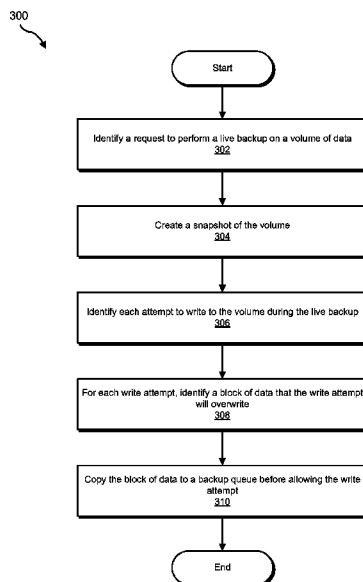 300
Start
Identify a request to perform a live backup on a volume of data
302
Create a snapshot of the volume
304
Identify each attempt to write to the volume during the live backup
306
For each write attempt, identify a block of data that the write attempt
will overwrite
308
Copy the block of data to a backup queue before allowing the write
attempt
310
End